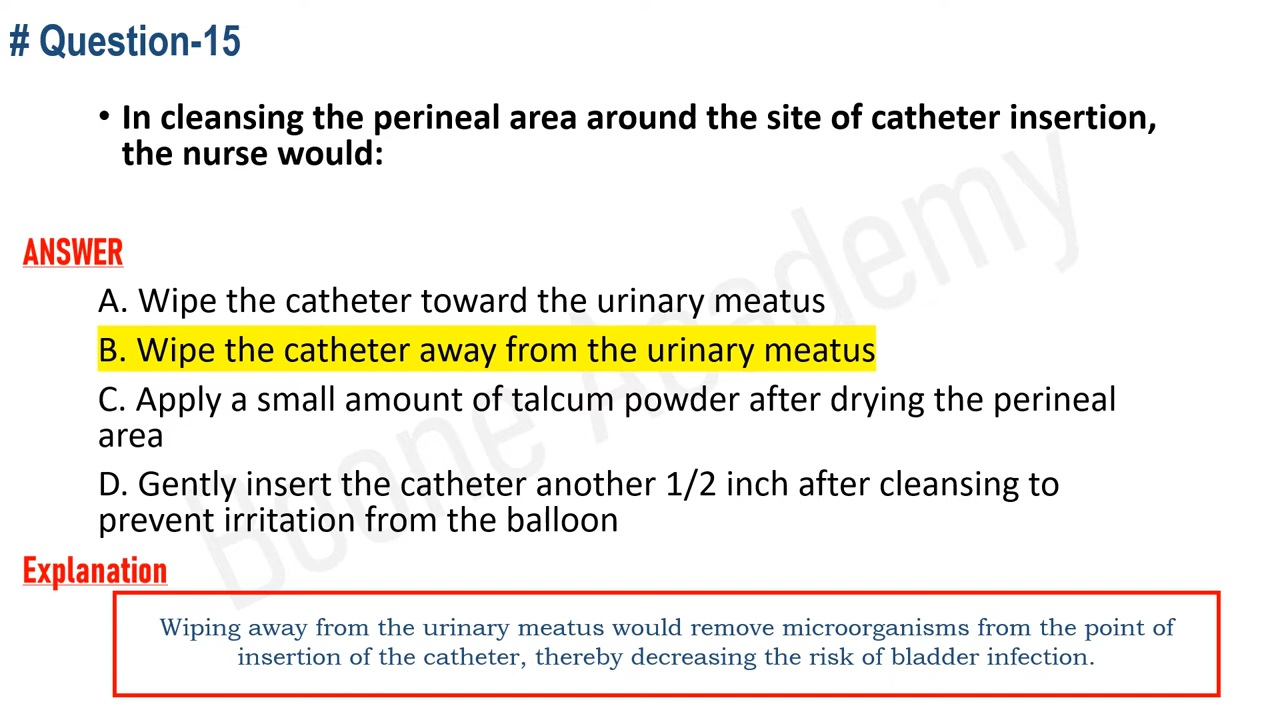 # Question-15
• In cleansing the perineal area around the site of catheter insertion,
the nurse would:
ANSWER
A. Wipe the catheter toward the urinary meatus
B. Wipe the catheter away from the urinary meatus
C. Apply a small amount of talcum powder after drying the perineal
area
D. Gently insert the catheter another 1/2 inch after cleansing to
prevent irritation from the balloon
Explanation
Wiping away from the urinary meatus would remove microorganisms from the point of
insertion of the catheter, thereby decreasing the risk of bladder infection.
Boone Academy